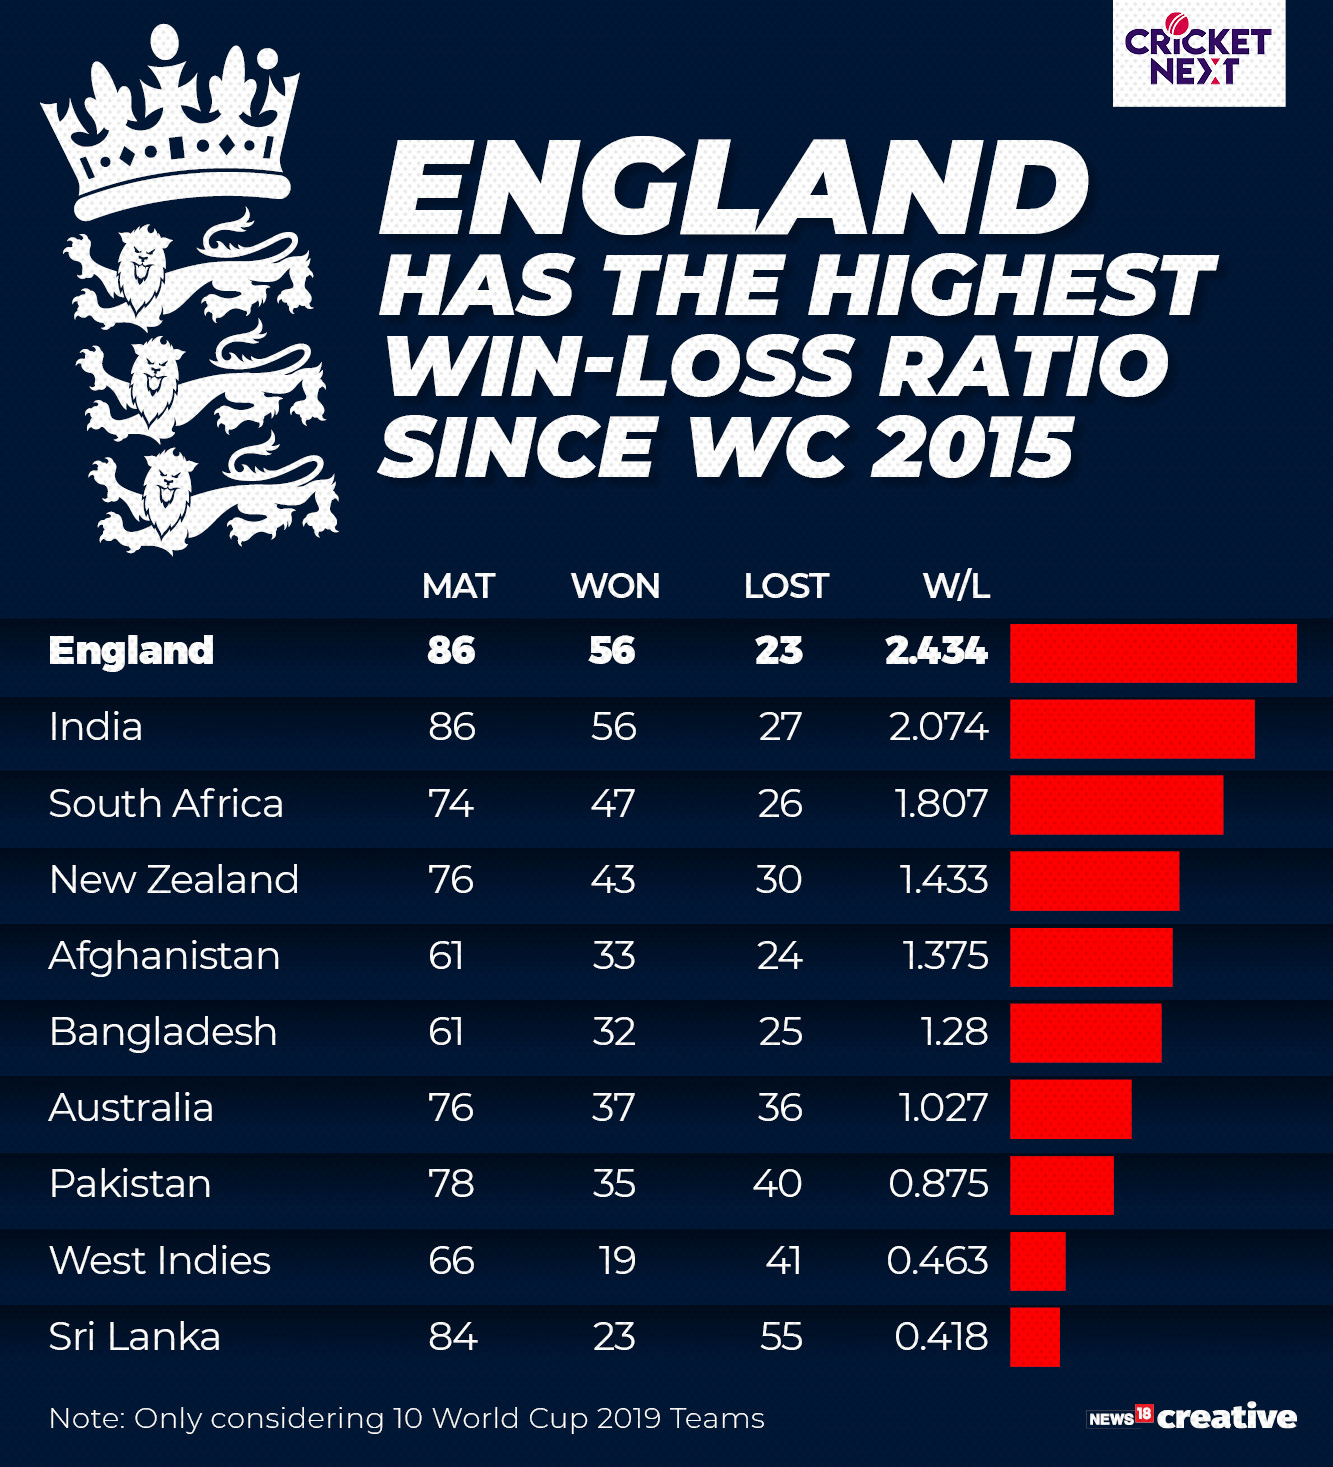 CRICKET
NEXT
ENGLAND
HAS THE HIGHEST
WIN-LOSS RATIO
SINCE WC 2015
MAT WON LOST W/L
England 86 56 23 2.434
India 86 56 27 2.074
South Africa 74 47 26 1.807
New Zealand 76 43 30 1.433
Afghanistan 61 33 24 1.375
Bangladesh 61 32 25 1.28
Australia 76 37 36 1.027
Pakistan 78 35 40 0.875
West Indies 66 19 41 0.463
Sri Lanka 84 23 55 0.418
Note: Only considering 10 World Cup 2019 Teams
NEWS 18 creative